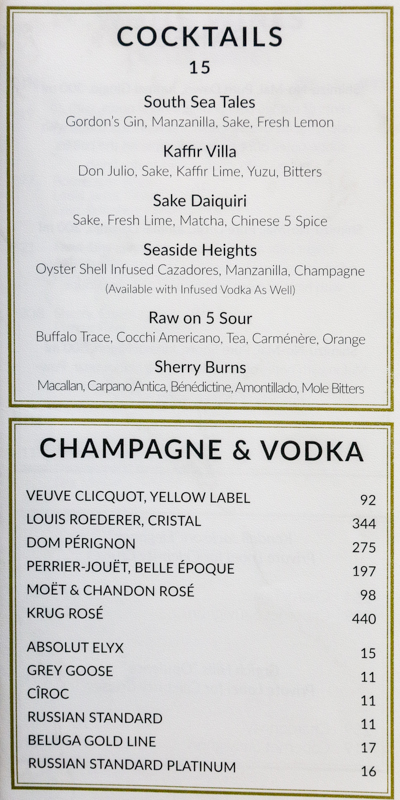 COCKTAILS
15
South Sea Tales
Gordon's Gin, Manzanilla, Sake, Fresh Lemon
Kaffir Villa
Don Julio, Sake, Kaffir Lime, Yuzu, Bitters
Sake Daiquiri
Sake, Fresh Lime, Matcha, Chinese 5 Spice
Seaside Heights
Oyster Shell Infused Cazadores, Manzanilla, Champagne
(Available with Infused Vodka As Well)
Raw on 5 Sour
Buffalo Trace, Cocchi Americano, Tea, Carménère, Orange
Sherry Burns
Macallan, Carpano Antica, Bénédictine, Amontillado, Mole Bitters
CHAMPAGNE & VODKA
VEUVE CLICQUOT, YELLOW LABEL 92
LOUIS ROEDERER, CRISTAL 344
DOM PÉRIGNON 275
PERRIER-JOUËT, BELLE ÉPOQUE 197
MOËT & CHANDON ROSÉ 98
KRUG ROSÉ 440
ABSOLUT ELYX 15
GREY GOOSE 11
CÎROC 11
RUSSIAN STANDARD 11
BELUGA GOLD LINE 17
RUSSIAN STANDARD PLATINUM 16